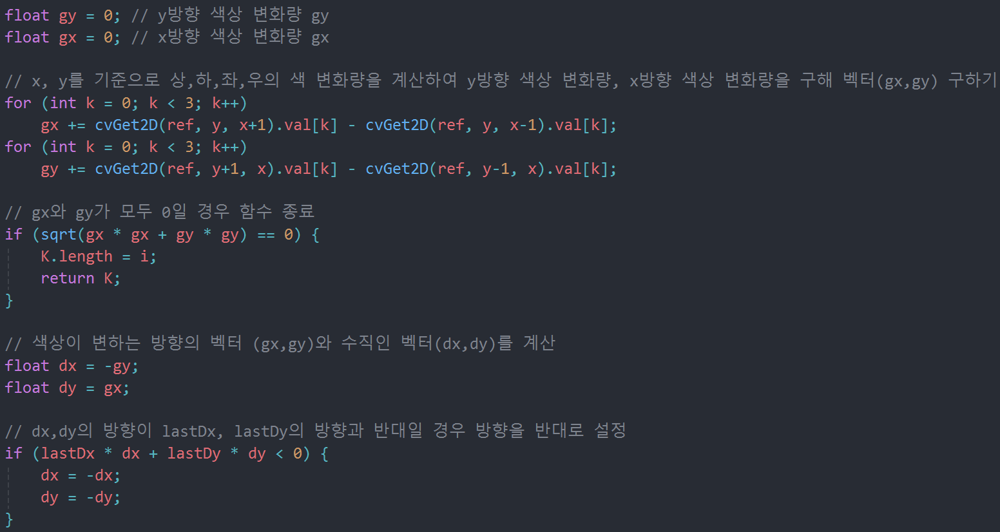 float gy = 0; // y방향 색상 변화량 gy
float gx = 0; // x방향 색상 변화량 gx
// x, y를 기준으로 상,하,좌,우의 색 변화량을 계산하여 y방향 색상 변화량, x방향 색상 변화량을 구해 벡터(gx,gy) 구하기
for (int k = 0; k < 3; k++)
    gx += cvGet2D(ref, y, x+1).val[k] - cvGet2D(ref, y, x-1).val[k];
for (int k = 0; k < 3; k++)
    gy += cvGet2D(ref, y+1, x).val[k] - cvGet2D(ref, y-1, x).val[k];
// gx와 gy가 모두 0일 경우 함수 종료
if (sqrt(gx * gx + gy * gy) == 0) {
    K.length = i;
    return K;
}
// 색상이 변하는 방향의 벡터 (gx,gy)와 수직인 벡터(dx,dy)를 계산
float dx = -gy;
float dy = gx;
// dx,dy의 방향이 lastDx, lastDy의 방향과 반대일 경우 방향을 반대로 설정
if (lastDx * dx + lastDy * dy < 0) {
    dx = -dx;
    dy = -dy;
}